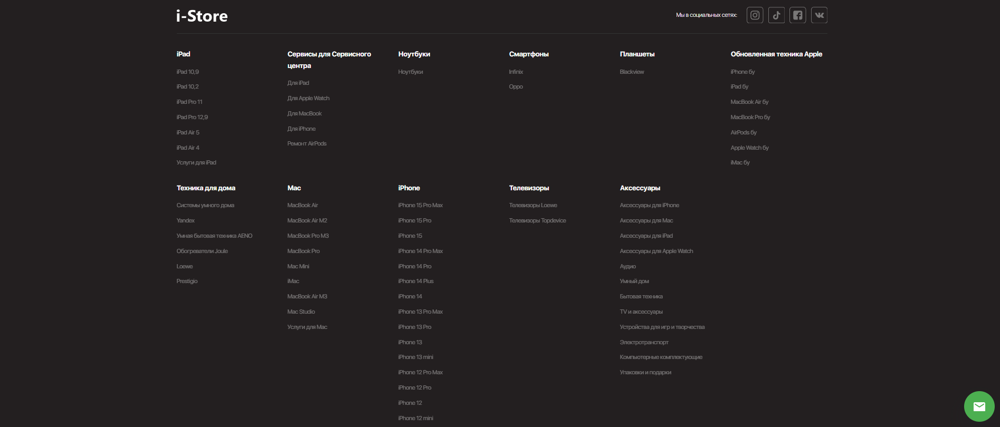 i-Store
Мы в социальных сетях:
iPad
iPad 10,9
iPad 10,2
iPad Pro 11
iPad Pro 12,9
iPad Air 5
iPad Air 4
Услуги для iPad
Сервисы для Сервисного
центра
Для iPad
Для Apple Watch
Для MacBook
Для iPhone
Ремонт AirPods
Ноутбуки
Ноутбуки
Смартфоны
Infinix
Oppo
Планшеты
Blackview
Обновленная техника Apple
iPhone бу
iPad бу
MacBook Air бу
MacBook Pro бу
AirPods бу
Apple Watch бу
iMac бу
Техника для дома
Системы умного дома
Yandex
Умная бытовая техника AENO
Обогреватели Joule
Loewe
Prestigio
Mac
MacBook Air
MacBook Air M2
MacBook Pro M3
MacBook Pro
Mac Mini
iMac
MacBook Air M3
Mac Studio
Услуги для Mac
iPhone
iPhone 15 Pro Max
iPhone 15 Pro
iPhone 15
iPhone 14 Pro Max
iPhone 14 Pro
iPhone 14 Plus
iPhone 14
iPhone 13 Pro Max
iPhone 13 Pro
iPhone 13
iPhone 13 mini
iPhone 12 Pro Max
iPhone 12 Pro
iPhone 12
iPhone 12 mini
Телевизоры
Телевизоры Loewe
Телевизоры Topdevice
Аксессуары
Аксессуары для iPhone
Аксессуары для Mac
Аксессуары для iPad
Аксессуары для Apple Watch
Аудио
Умный дом
Бытовая техника
TV и аксессуары
Устройства для игр и творчества
Электротранспорт
Компьютерные комплектующие
Упаковки и подарки